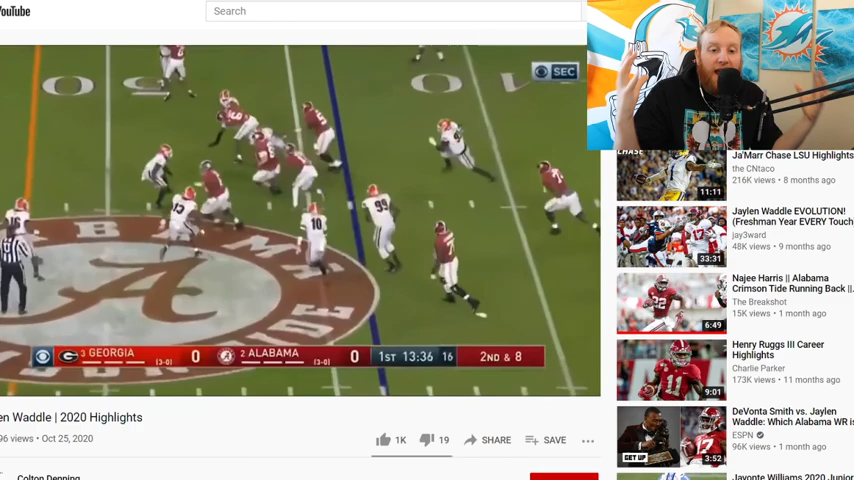 YouTube
Search
SEC
3 GEORGIA
[3-0]
0
2 ALABAMA
[3-0]
0
1ST 13:36 16
2ND & 8
en Waddle | 2020 Highlights
96 views • Oct 25, 2020
1K
19
SHARE
SAVE
Colton Denning
CHASE
11:11
Ja'Marr Chase LSU Highlights
the CNtaco
216K views • 8 months ago
33:31
Jaylen Waddle EVOLUTION!
(Freshman Year EVERY Touch
jay3ward
48K views • 9 months ago
6:49
Najee Harris || Alabama
Crimson Tide Running Back ||.
The Breakshot
15K views • 1 month ago
9:01
Henry Ruggs III Career
Highlights
Charlie Parker
173K views • 11 months ago
GET UP
3:52
DeVonta Smith vs. Jaylen
Waddle: Which Alabama WR is
ESPN
96K views • 1 month ago
Javonte Williams 2020 Junior